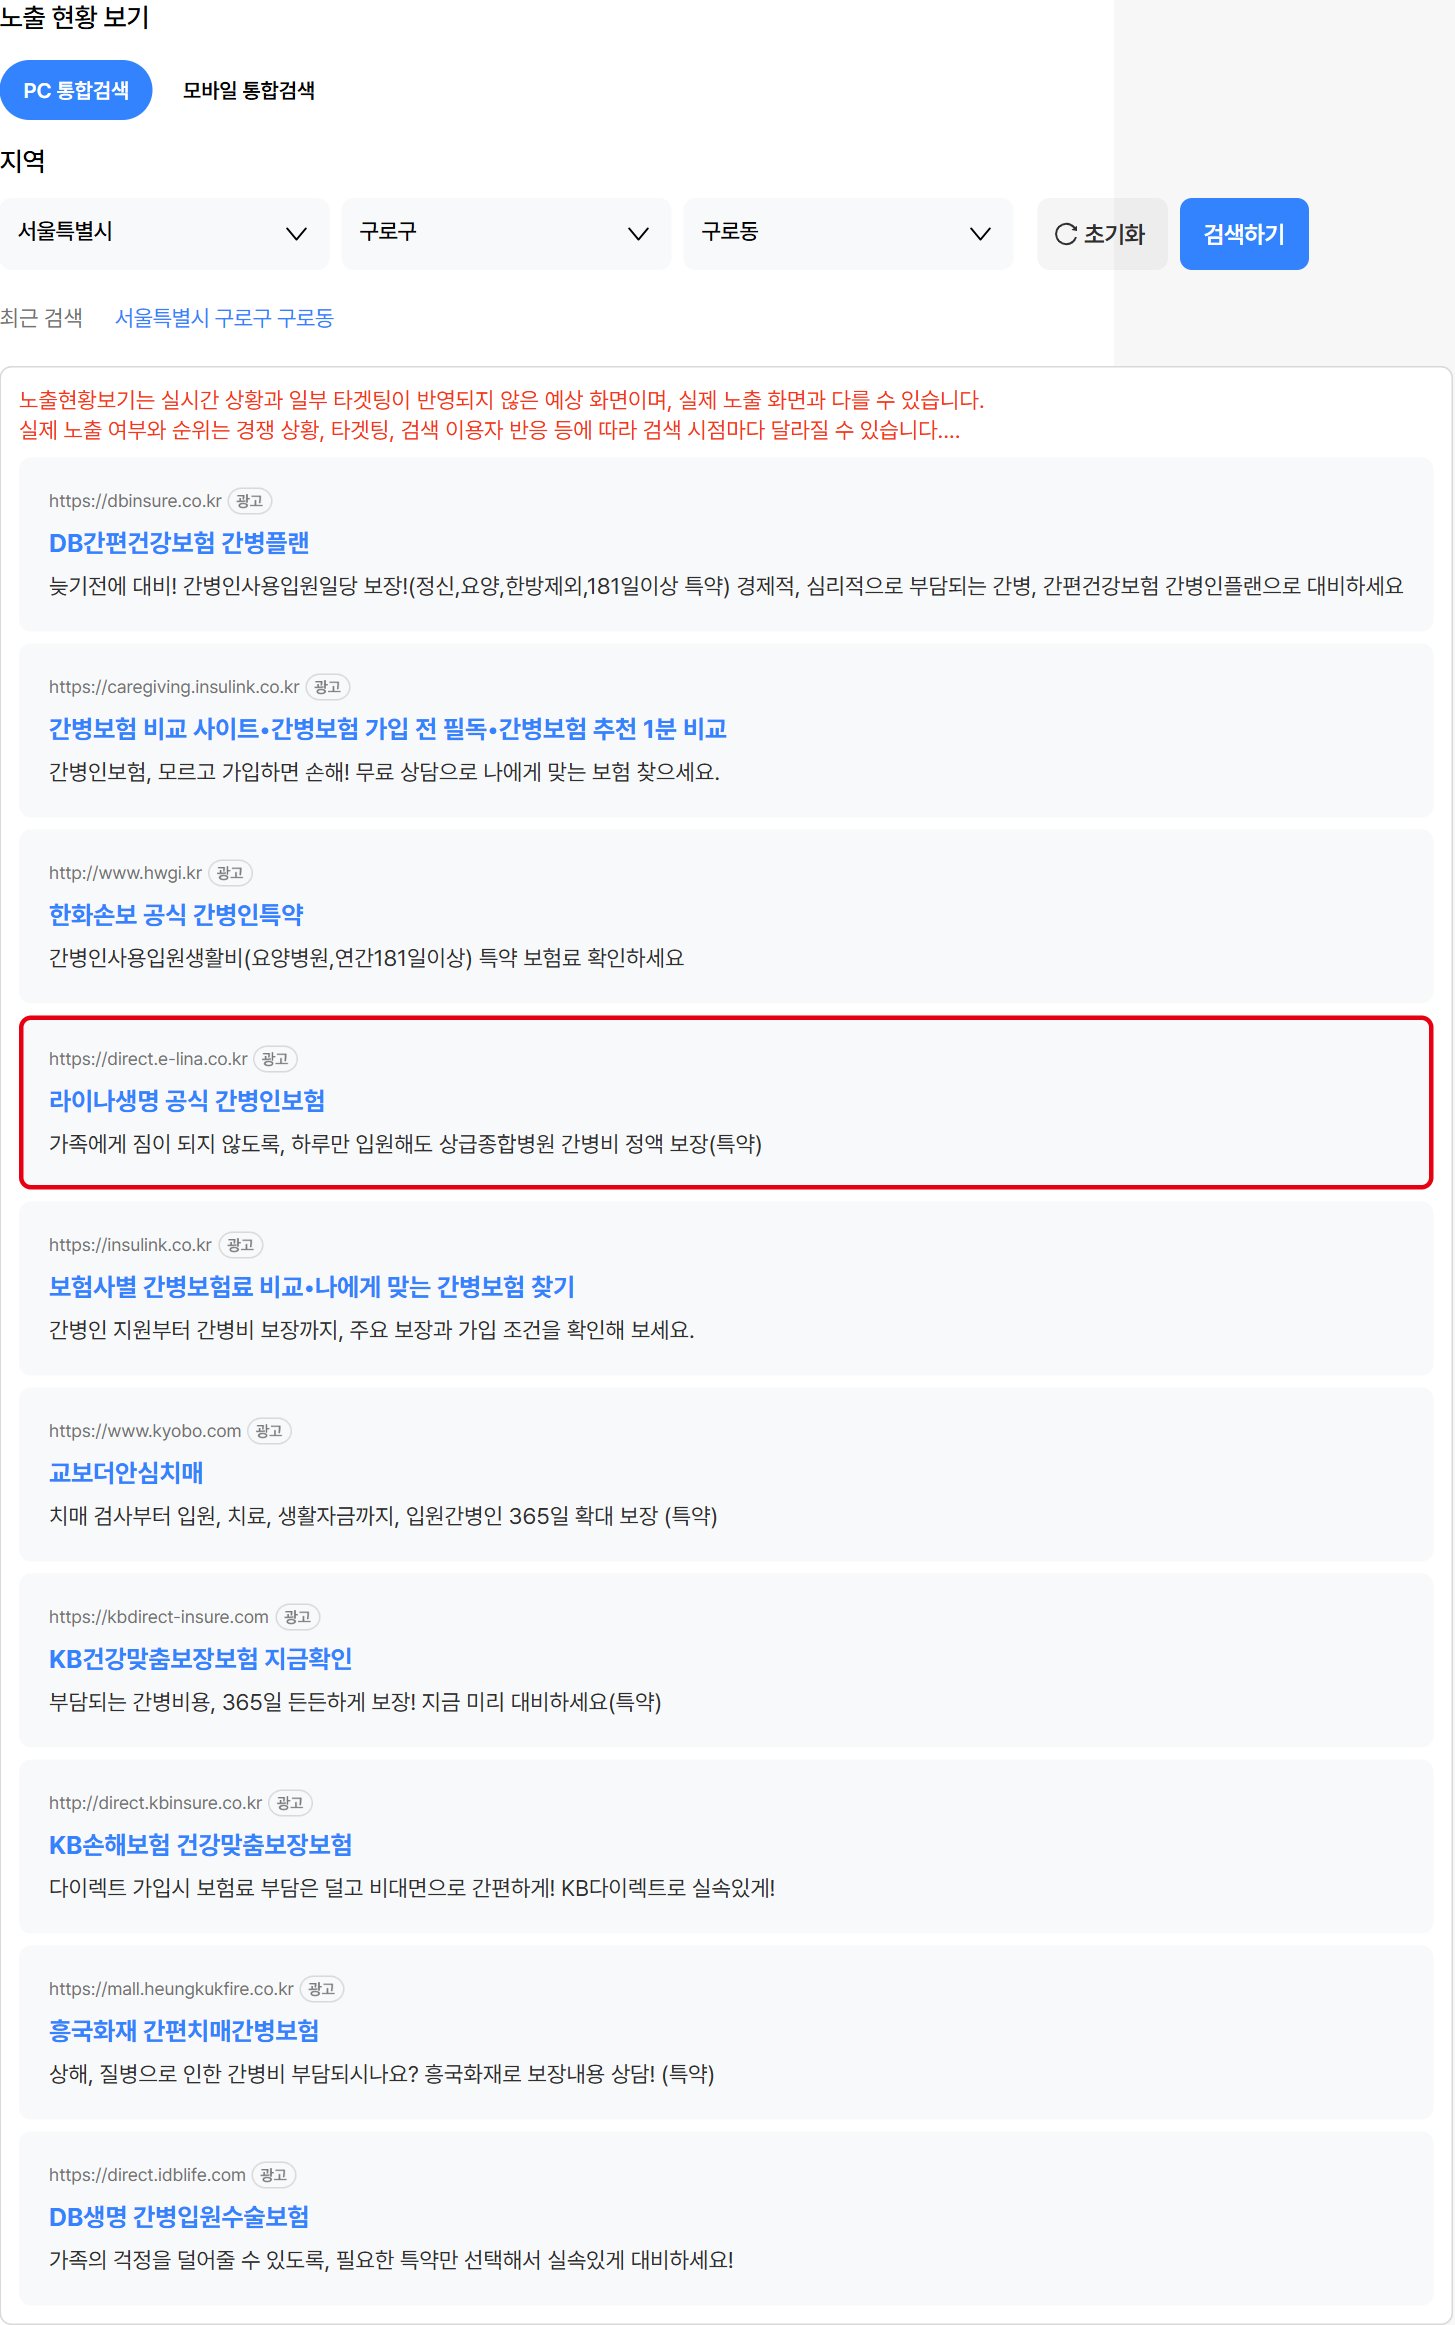 노출 현황 보기
PC 통합검색 모바일 통합검색
지역
서울특별시 구로구 구로동 초기화 검색하기
최근 검색 서울특별시 구로구 구로동
노출현황보기는 실시간 상황과 일부 타겟팅이 반영되지 않은 예상 화면이며, 실제 노출 화면과 다를 수 있습니다.
실제 노출 여부와 순위는 경쟁 상황, 타겟팅, 검색 이용자 반응 등에 따라 검색 시점마다 달라질 수 있습니다....
https://dbinsure.co.kr 광고
DB간편건강보험 간병플랜
늦기전에 대비! 간병인사용입원일당 보장!(정신,요양,한방제외,181일이상 특약) 경제적, 심리적으로 부담되는 간병, 간편건강보험 간병인플랜으로 대비하세요
https://caregiving.insulink.co.kr 광고
간병보험 비교 사이트•간병보험 가입 전 필독•간병보험 추천 1분 비교
간병인보험, 모르고 가입하면 손해! 무료 상담으로 나에게 맞는 보험 찾으세요.
http://www.hwgi.kr 광고
한화손보 공식 간병인특약
간병인사용입원생활비(요양병원,연간181일이상) 특약 보험료 확인하세요
https://direct.e-lina.co.kr 광고
라이나생명 공식 간병인보험
가족에게 짐이 되지 않도록, 하루만 입원해도 상급종합병원 간병비 정액 보장(특약)
https://insulink.co.kr 광고
보험사별 간병보험료 비교•나에게 맞는 간병보험 찾기
간병인 지원부터 간병비 보장까지, 주요 보장과 가입 조건을 확인해 보세요.
https://www.kyobo.com 광고
교보더안심치매
치매 검사부터 입원, 치료, 생활자금까지, 입원간병인 365일 확대 보장 (특약)
https://kbdirect-insure.com 광고
KB건강맞춤보장보험 지금확인
부담되는 간병비용, 365일 든든하게 보장! 지금 미리 대비하세요(특약)
http://direct.kbinsure.co.kr 광고
KB손해보험 건강맞춤보장보험
다이렉트 가입시 보험료 부담은 덜고 비대면으로 간편하게! KB다이렉트로 실속있게!
https://mall.heungkukfire.co.kr 광고
흥국화재 간편치매간병보험
상해, 질병으로 인한 간병비 부담되시나요? 흥국화재로 보장내용 상담! (특약)
https://direct.idblife.com 광고
DB생명 간병입원수술보험
가족의 걱정을 덜어줄 수 있도록, 필요한 특약만 선택해서 실속있게 대비하세요!